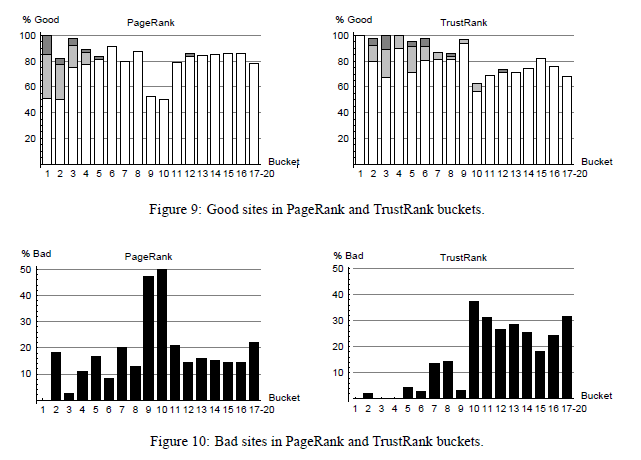 % Good PageRank
100
80
60
40
20
Bucket
1 2 3 4 5 6 7 8 9 10 11 12 13 14 15 16 17-20
% Good TrustRank
100
80
60
40
20
Bucket
1 2 3 4 5 6 7 8 9 10 11 12 13 14 15 16 17-20
Figure 9: Good sites in PageRank and TrustRank buckets.
% Bad PageRank
50
40
30
20
10
Bucket
1 2 3 4 5 6 7 8 9 10 11 12 13 14 15 16 17-20
% Bad TrustRank
50
40
30
20
10
Bucket
1 2 3 4 5 6 7 8 9 10 11 12 13 14 15 16 17-20
Figure 10: Bad sites in PageRank and TrustRank buckets.